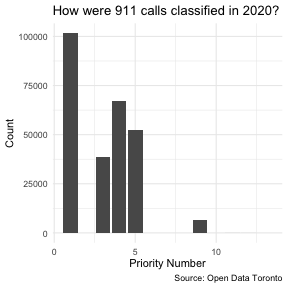 How were 911 calls classified in 2020?
100000
75000
50000
25000
0
Count
0
5
10
Priority Number
Source: Open Data Toronto